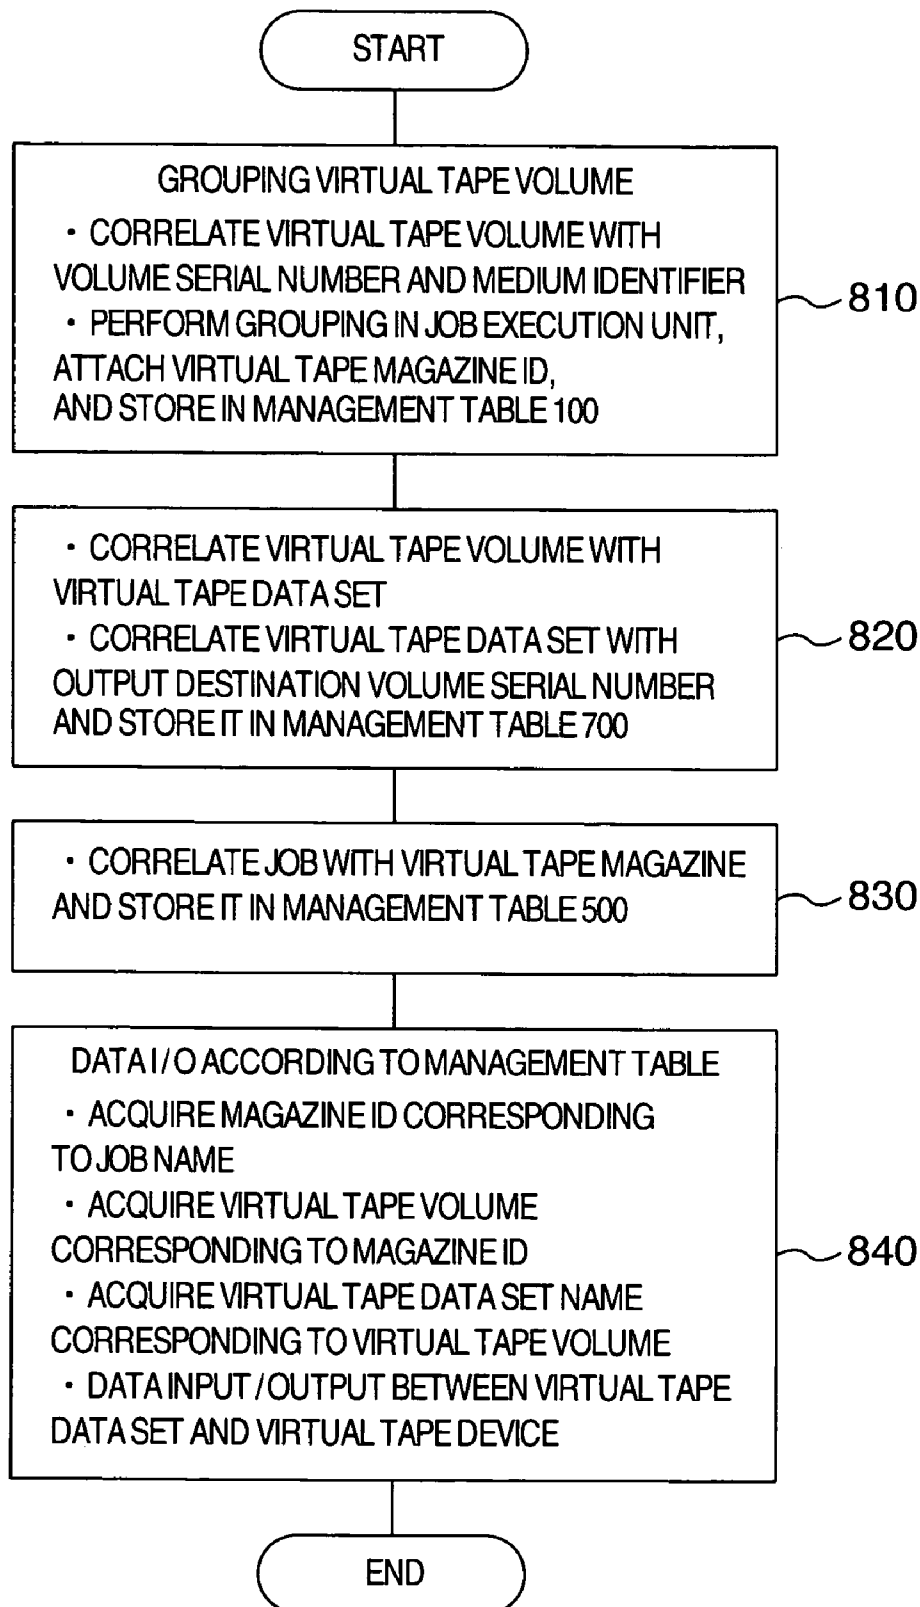 START
GROUPING VIRTUAL TAPE VOLUME
・CORRELATE VIRTUAL TAPE VOLUME WITH
VOLUME SERIAL NUMBER AND MEDIUM IDENTIFIER
・PERFORM GROUPING IN JOB EXECUTION UNIT,
ATTACH VIRTUAL TAPE MAGAZINE ID,
AND STORE IN MANAGEMENT TABLE 100
810
・CORRELATE VIRTUAL TAPE VOLUME WITH
VIRTUAL TAPE DATA SET
・CORRELATE VIRTUAL TAPE DATA SET WITH
OUTPUT DESTINATION VOLUME SERIAL NUMBER
AND STORE IT IN MANAGEMENT TABLE 700
820
・CORRELATE JOB WITH VIRTUAL TAPE MAGAZINE
AND STORE IT IN MANAGEMENT TABLE 500
830
DATA I/O ACCORDING TO MANAGEMENT TABLE
・ACQUIRE MAGAZINE ID CORRESPONDING
TO JOB NAME
・ACQUIRE VIRTUAL TAPE VOLUME
CORRESPONDING TO MAGAZINE ID
・ACQUIRE VIRTUAL TAPE DATA SET NAME
CORRESPONDING TO VIRTUAL TAPE VOLUME
・DATA INPUT/OUTPUT BETWEEN VIRTUAL TAPE
DATA SET AND VIRTUAL TAPE DEVICE
840
END